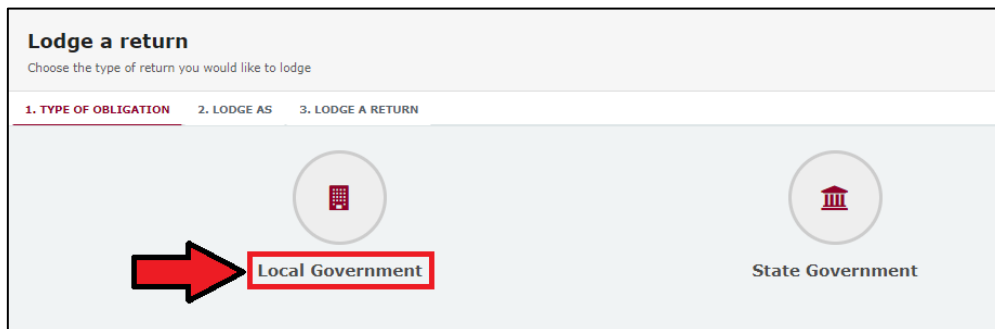 Lodge a return
Choose the type of return you would like to lodge
1. TYPE OF OBLIGATION 2. LODGE AS 3. LODGE A RETURN
Local Government State Government